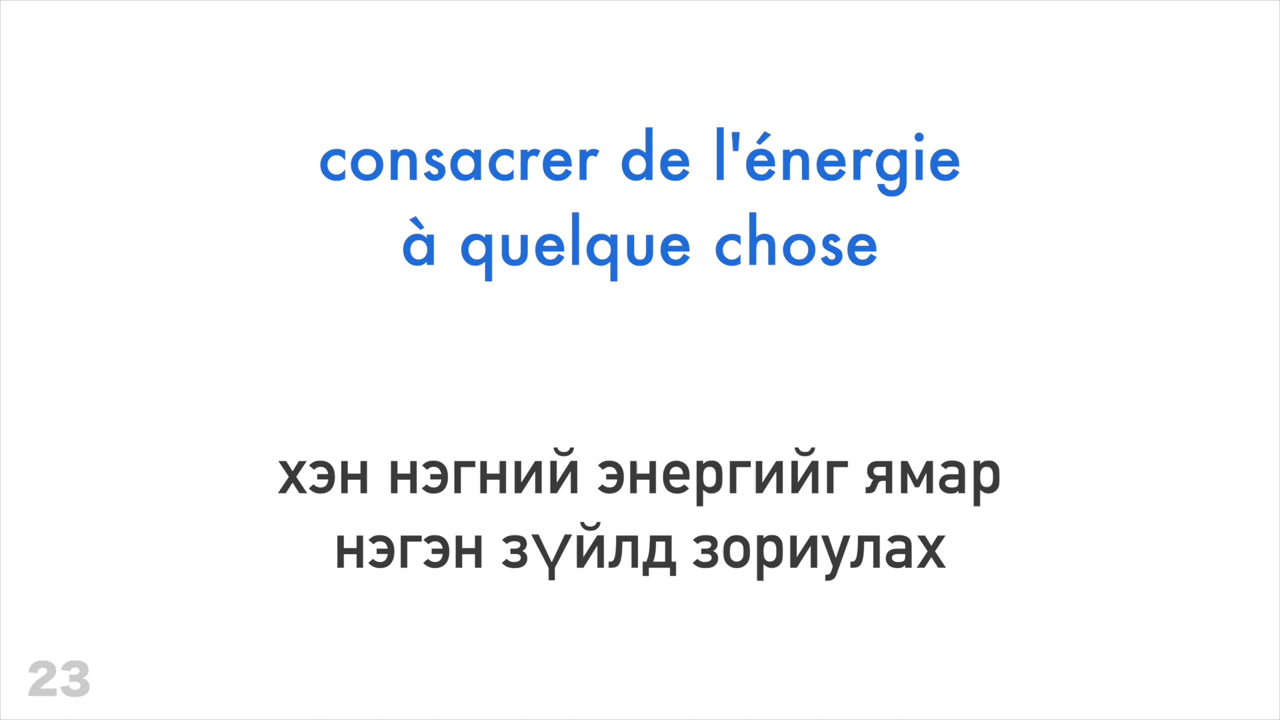 consacrer de l'énergie
à quelque chose
хэн нэгний энергийг ямар
нэгэн зүйлд зориулах
23